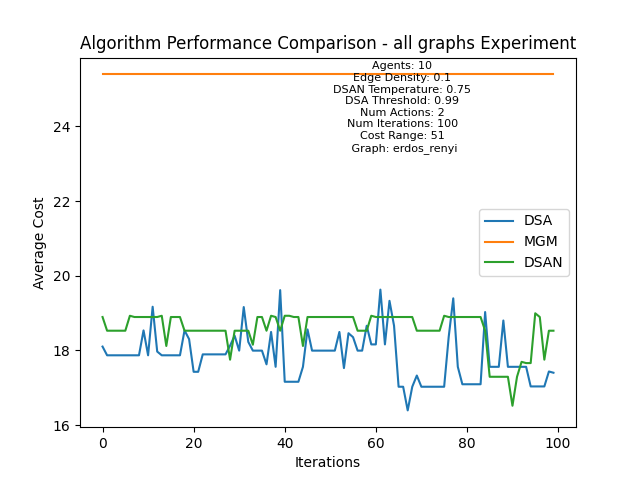 Algorithm Performance Comparison - all graphs Experiment
Agents: 10
Edge Density: 0.1
DSAN Temperature: 0.75
DSA Threshold: 0.99
Num Actions: 2
Num Iterations: 100
Cost Range: 51
Graph: erdos_renyi
DSA
MGM
DSAN
Average Cost
24
22
20
18
16
0
20
40
60
80
100
Iterations